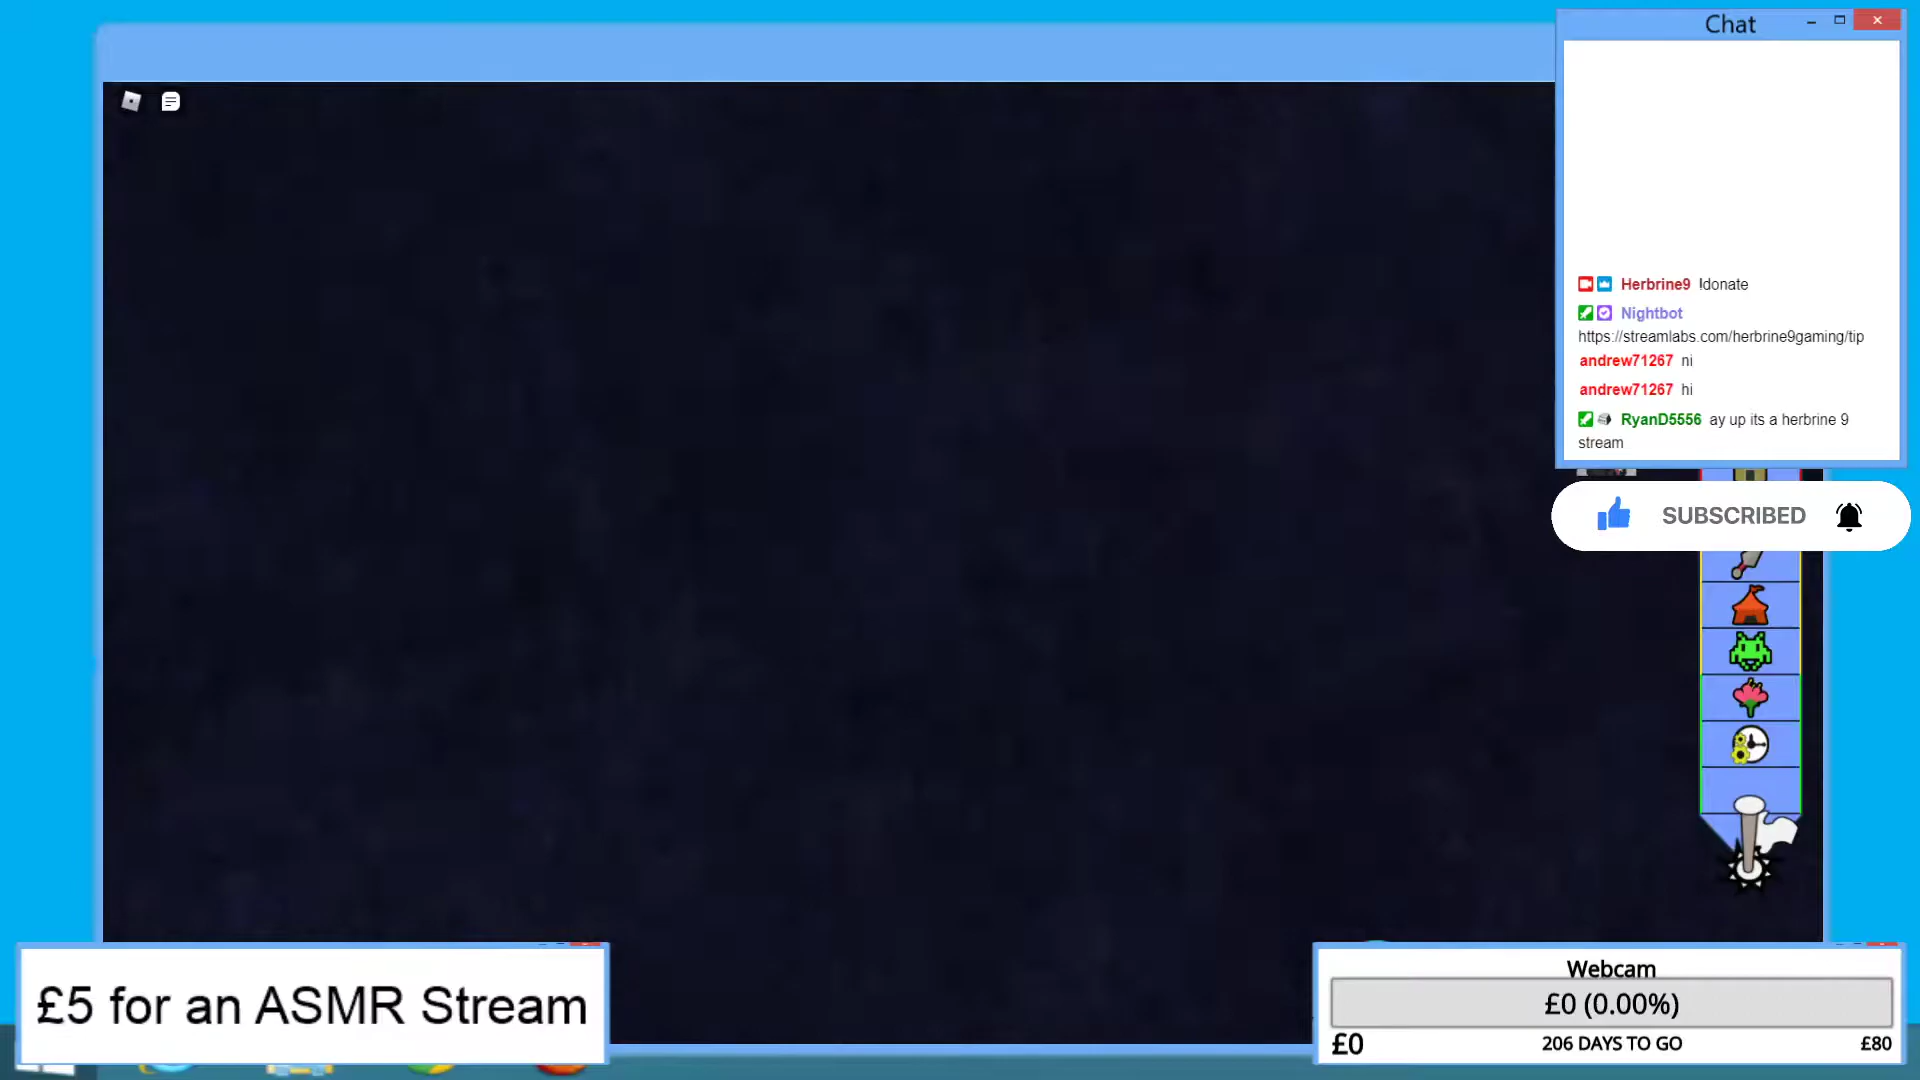 Chat
Herbrine9 !donate
Nightbot
https://streamlabs.com/herbrine9gaming/tip
andrew71267 ni
andrew71267 hi
RyanD5556 ay up its a herbrine 9
stream
SUBSCRIBED
£5 for an ASMR Stream
Webcam
£0 (0.00%)
£0 206 DAYS TO GO £80